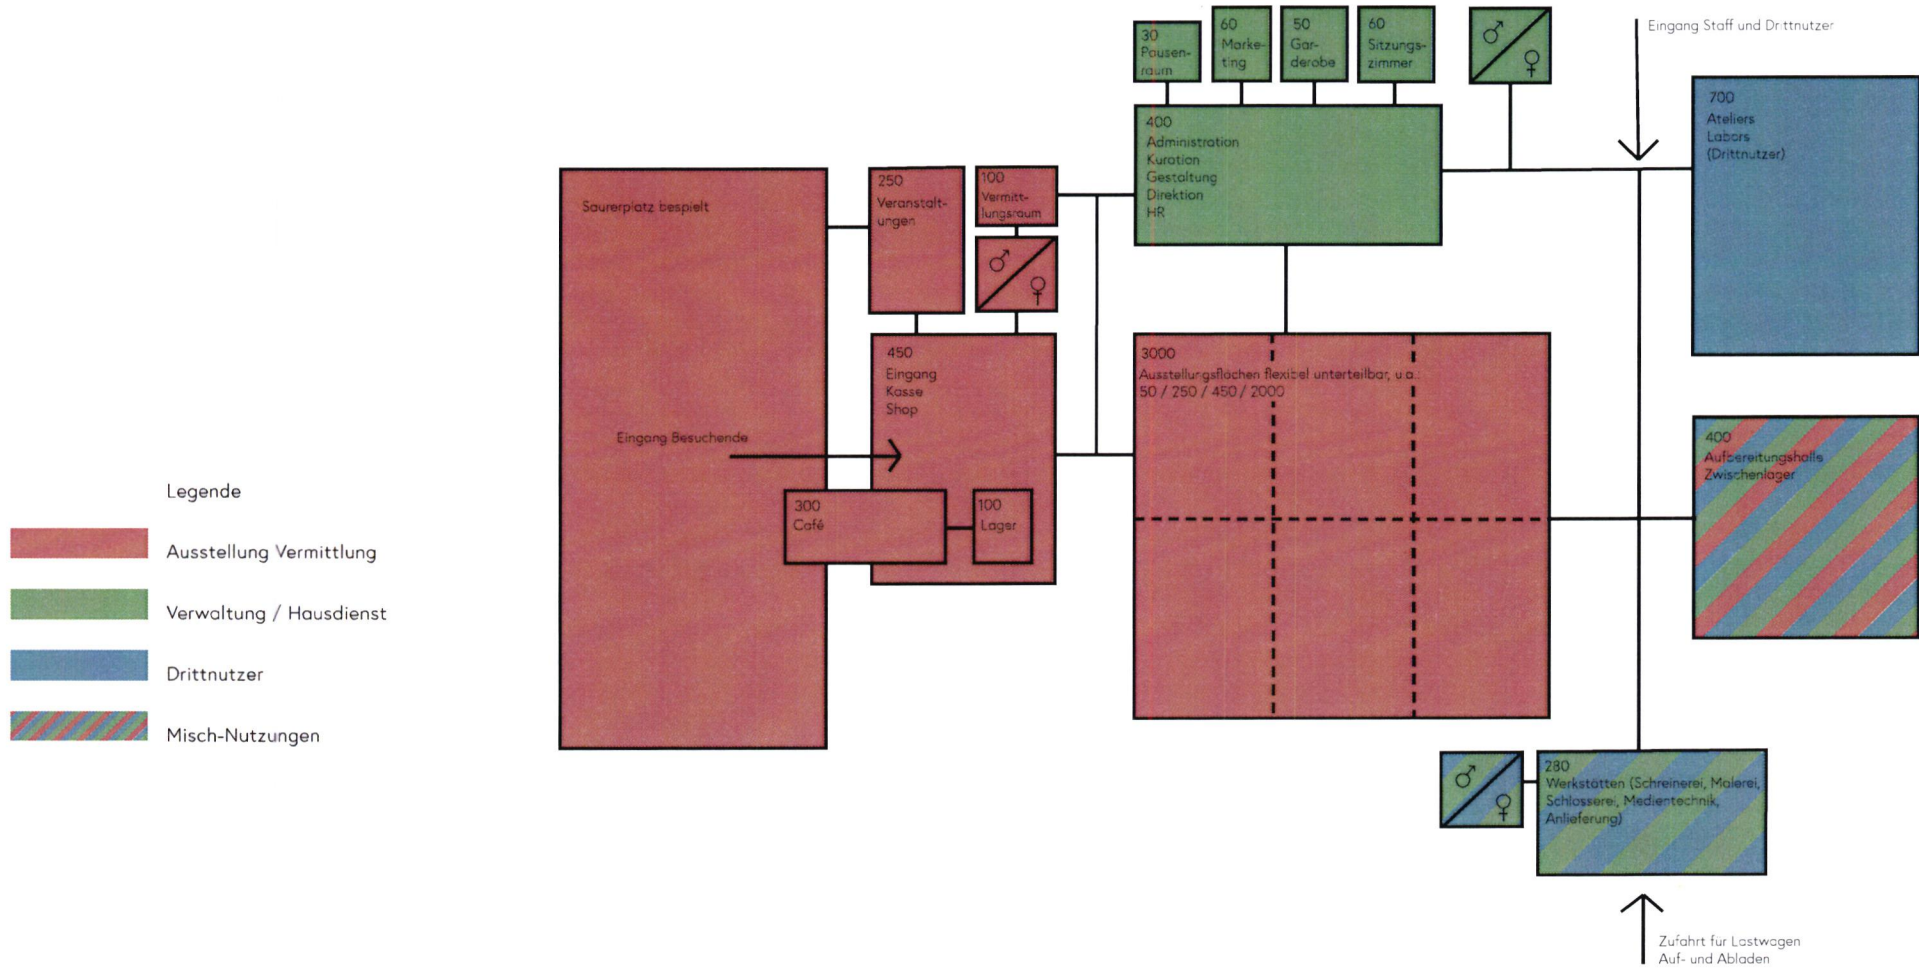 30
Pausen-
raum
60
Marke-
ting
50
Gar-
derobe
60
Sitzungs-
zimmer
♂
♀
Eingang Staff und Drittnutzer
700
Ateliers
Labors
(Drittnutzer)
400
Administration
Kuration
Gestaltung
Direktion
HR
Saurerplatz bespielt
250
Veranstalt-
ungen
100
Vermitt-
lungsraum
♂
♀
450
Eingang
Kasse
Shop
Eingang Besuchende
300
Café
100
Lager
3000
Ausstellungsflächen flexibel unterteilbar, u.a.:
50 / 250 / 450 / 2000
400
Aufbereitungshalle
Zwischenlager
Legende
Ausstellung Vermittlung
Verwaltung / Hausdienst
Drittnutzer
Misch-Nutzungen
♂
♀
280
Werkstätten (Schreinerei, Malerei,
Schlosserei, Medientechnik,
Anlieferung)
Zufahrt für Lastwagen
Auf- und Abladen